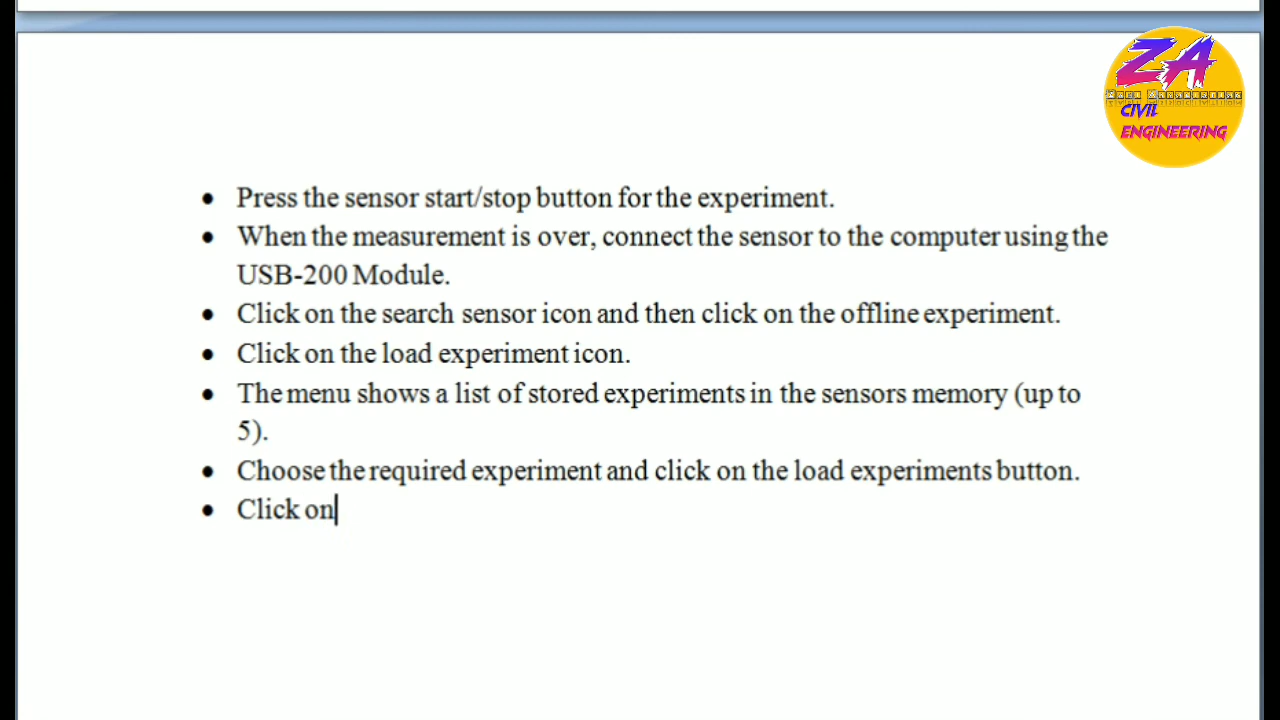 ZA
CIVIL
ENGINEERING
• Press the sensor start/stop button for the experiment.
• When the measurement is over, connect the sensor to the computer using the
USB-200 Module.
• Click on the search sensor icon and then click on the offline experiment.
• Click on the load experiment icon.
• The menu shows a list of stored experiments in the sensors memory (up to
5).
• Choose the required experiment and click on the load experiments button.
• Click on